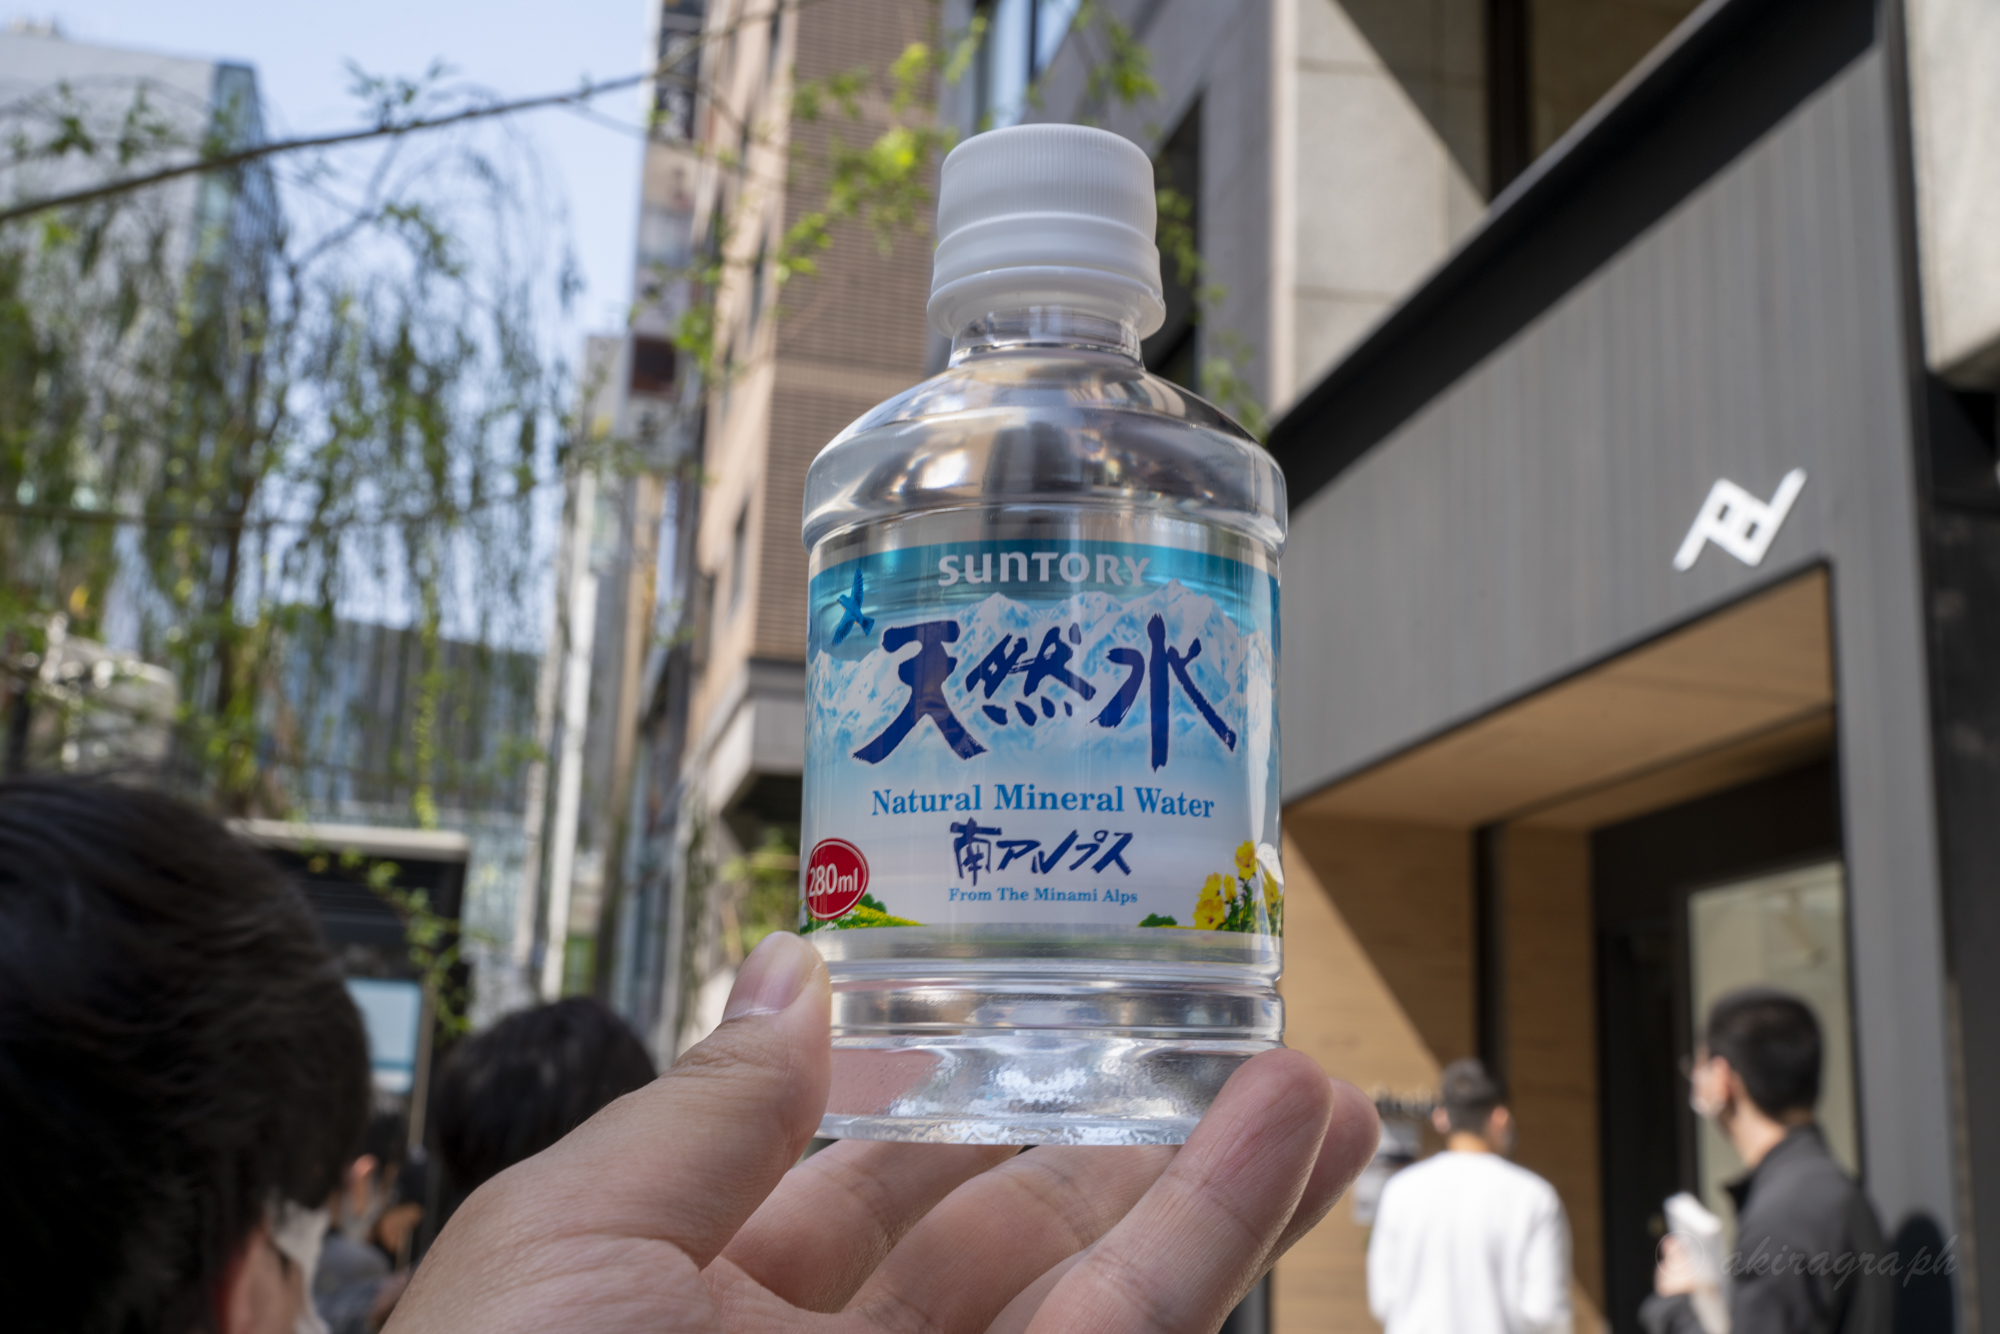 SUNTORY
天然水
Natural Mineral Water
南アルプス
280ml
From The Minami Alps
akiragraph